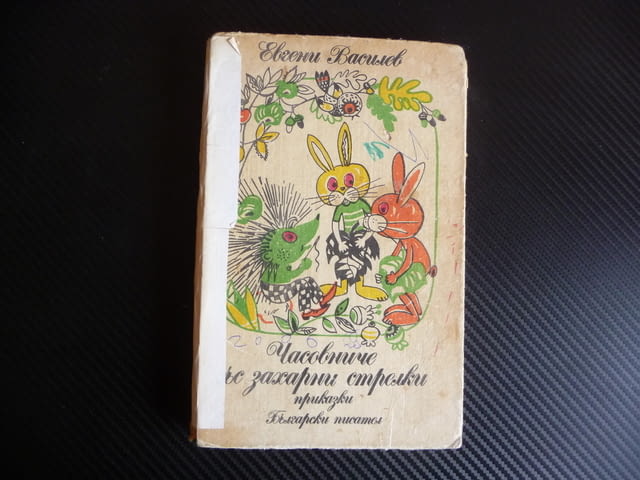 Евгени Василев
Часовниче
ъс захарни стрелки
приказки
Български писател